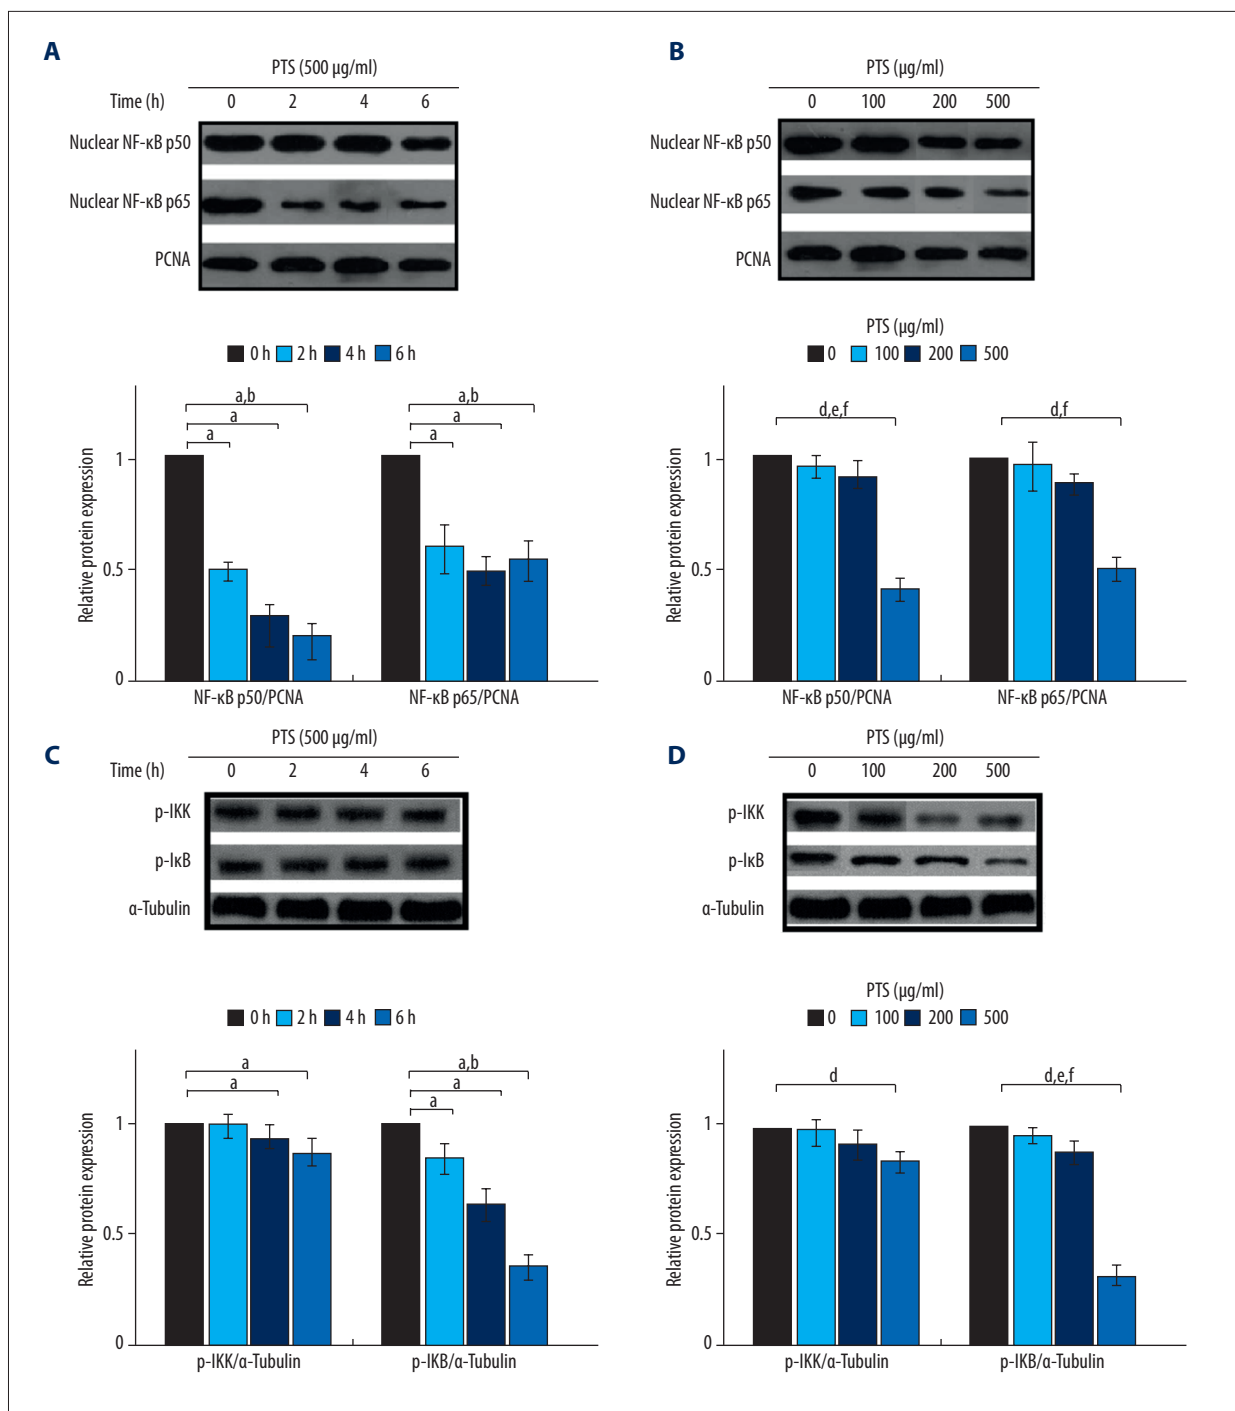 A
PTS (500 µg/ml)
Time (h) 0 2 4 6
Nuclear NF-κB p50
Nuclear NF-κB p65
PCNA
0 h 2 h 4 h 6 h
a,b
a
a
a,b
a
a
Relative protein expression
1
0.5
0
NF-κB p50/PCNA NF-κB p65/PCNA
B
PTS (µg/ml)
0 100 200 500
Nuclear NF-κB p50
Nuclear NF-κB p65
PCNA
PTS (µg/ml)
0 100 200 500
d,e,f
d,f
Relative protein expression
1
0.5
0
NF-κB p50/PCNA NF-κB p65/PCNA
C
PTS (500 µg/ml)
Time (h) 0 2 4 6
p-IKK
p-IκB
α-Tubulin
0 h 2 h 4 h 6 h
a
a
a,b
a
a
Relative protein expression
1
0.5
0
p-IKK/α-Tubulin p-IKB/α-Tubulin
D
PTS (µg/ml)
0 100 200 500
p-IKK
p-IκB
α-Tubulin
PTS (µg/ml)
0 100 200 500
d
d,e,f
Relative protein expression
1
0.5
0
p-IKK/α-Tubulin p-IKB/α-Tubulin